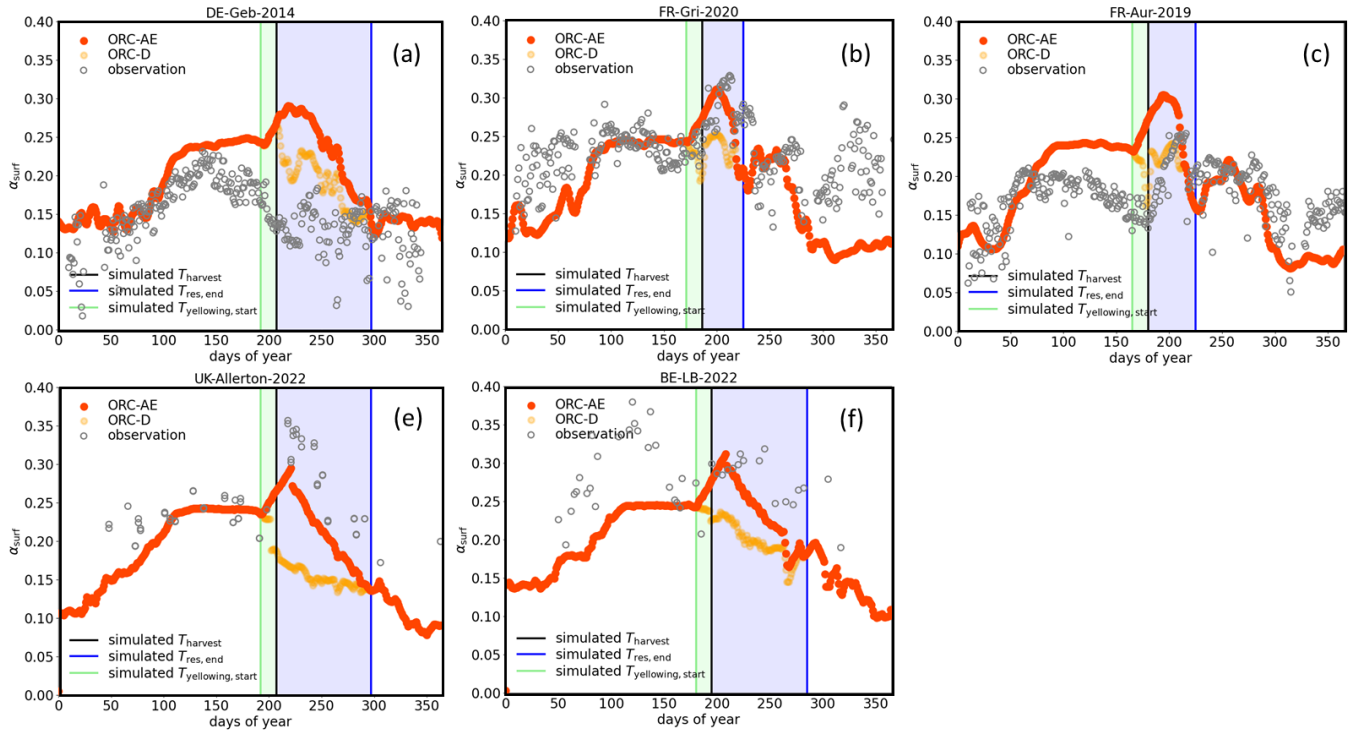 DE-Geb-2014
0.40
0.35
0.30
0.25
0.20
0.15
0.10
0.05
0.00
α_surf
ORC-AE
ORC-D
observation
(a)
simulated T_harvest
simulated T_res, end
simulated T_yellowing, start
0 50 100 150 200 250 300 350
days of year
FR-Gri-2020
0.40
0.35
0.30
0.25
0.20
0.15
0.10
0.05
0.00
α_surf
ORC-AE
ORC-D
observation
(b)
simulated T_harvest
simulated T_res, end
simulated T_yellowing, start
0 50 100 150 200 250 300 350
days of year
FR-Aur-2019
0.40
0.35
0.30
0.25
0.20
0.15
0.10
0.05
0.00
α_surf
ORC-AE
ORC-D
observation
(c)
simulated T_harvest
simulated T_res, end
simulated T_yellowing, start
0 50 100 150 200 250 300 350
days of year
UK-Allerton-2022
0.40
0.35
0.30
0.25
0.20
0.15
0.10
0.05
0.00
α_surf
ORC-AE
ORC-D
observation
(e)
simulated T_harvest
simulated T_res, end
simulated T_yellowing, start
0 50 100 150 200 250 300 350
days of year
BE-LB-2022
0.40
0.35
0.30
0.25
0.20
0.15
0.10
0.05
0.00
α_surf
ORC-AE
ORC-D
observation
(f)
simulated T_harvest
simulated T_res, end
simulated T_yellowing, start
0 50 100 150 200 250 300 350
days of year